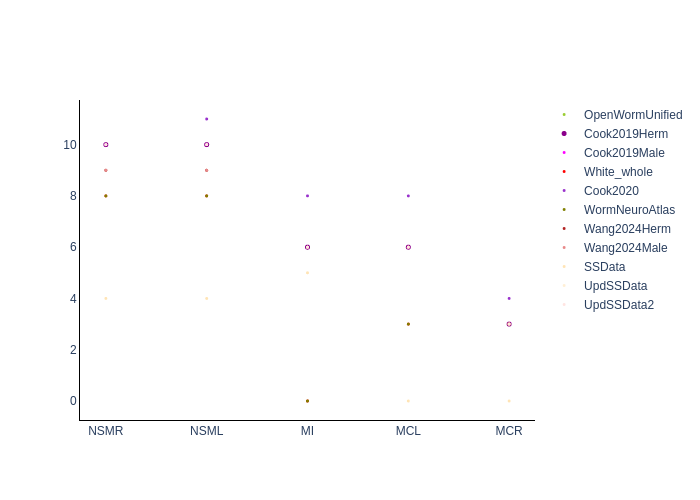 10
8
6
4
2
0
NSMR NSML MI MCL MCR
OpenWormUnified
Cook2019Herm
Cook2019Male
White_whole
Cook2020
WormNeuroAtlas
Wang2024Herm
Wang2024Male
SSData
UpdSSData
UpdSSData2